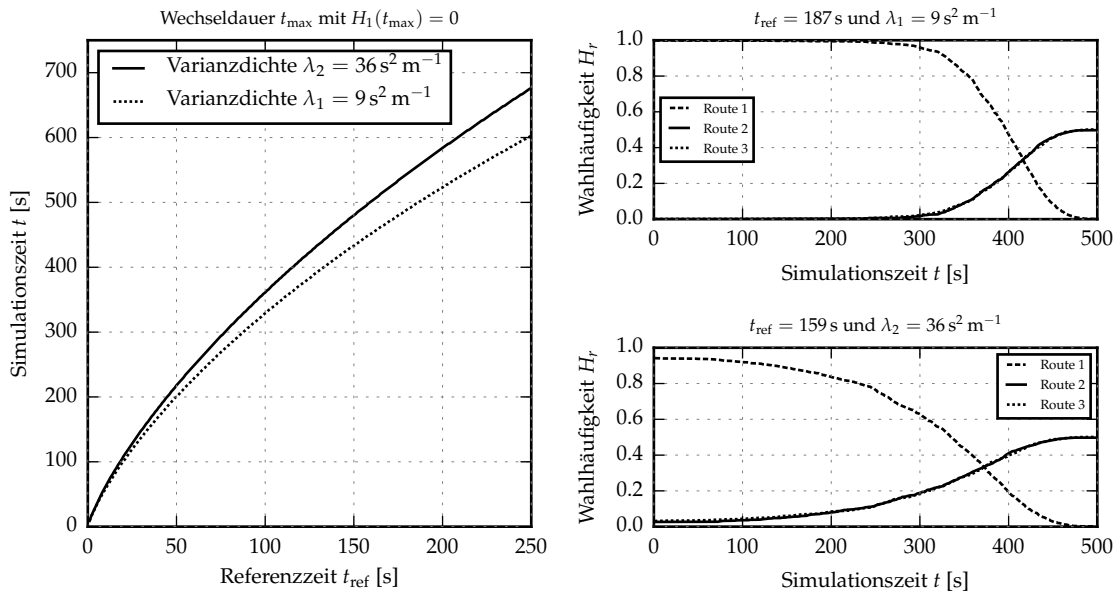 Wechseldauer t_max mit H_1(t_max) = 0
Simulationszeit t [s]
700
600
500
400
300
200
100
0
Varianzdichte λ_2 = 36 s² m⁻¹
Varianzdichte λ_1 = 9 s² m⁻¹
0 50 100 150 200 250
Referenzzeit t_ref [s]
t_ref = 187 s und λ_1 = 9 s² m⁻¹
Wahlhäufigkeit H_r
1.0
0.8
0.6
0.4
0.2
0.0
Route 1
Route 2
Route 3
0 100 200 300 400 500
Simulationszeit t [s]
t_ref = 159 s und λ_2 = 36 s² m⁻¹
Wahlhäufigkeit H_r
1.0
0.8
0.6
0.4
0.2
0.0
Route 1
Route 2
Route 3
0 100 200 300 400 500
Simulationszeit t [s]